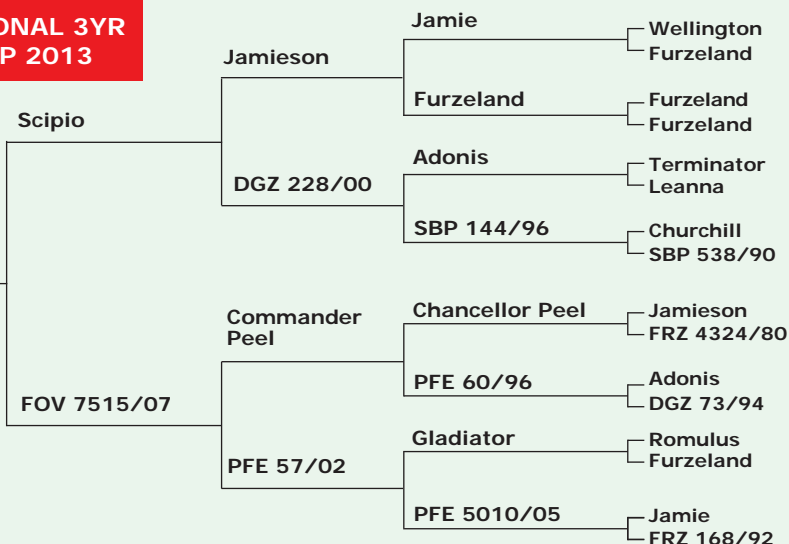 ONAL 3YR
P 2013
Scipio
FOV 7515/07
Jamieson
DGZ 228/00
Commander
Peel
PFE 57/02
Jamie
Furzeland
Adonis
SBP 144/96
Chancellor Peel
PFE 60/96
Gladiator
PFE 5010/05
Wellington
Furzeland
Furzeland
Furzeland
Terminator
Leanna
Churchill
SBP 538/90
Jamieson
FRZ 4324/80
Adonis
DGZ 73/94
Romulus
Furzeland
Jamie
FRZ 168/92